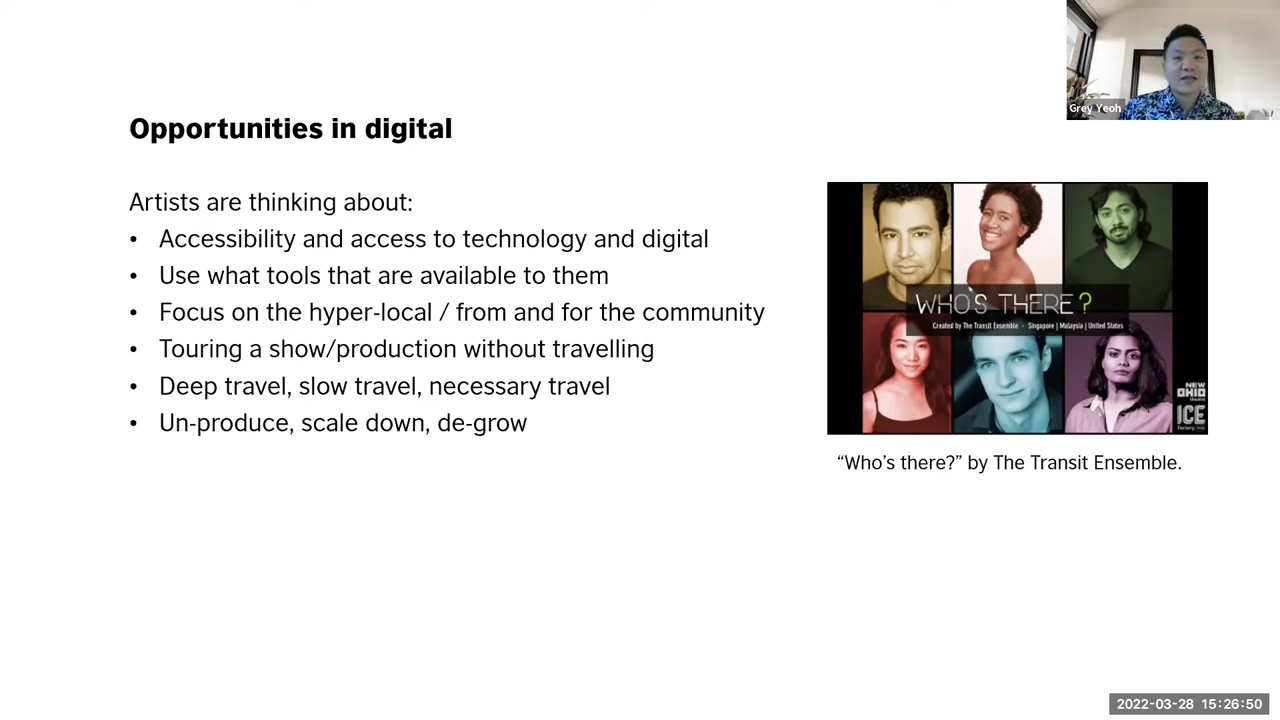 Grey Yeoh
Opportunities in digital
Artists are thinking about:
• Accessibility and access to technology and digital
• Use what tools that are available to them
• Focus on the hyper-local / from and for the community
• Touring a show/production without travelling
• Deep travel, slow travel, necessary travel
• Un-produce, scale down, de-grow
WHO'S THERE?
Created by The Transit Ensemble - Singapore | Malaysia | United States
NEW
OHIO
theatre
ICE
Factory
“Who’s there?” by The Transit Ensemble.
2022-03-28 15:26:50